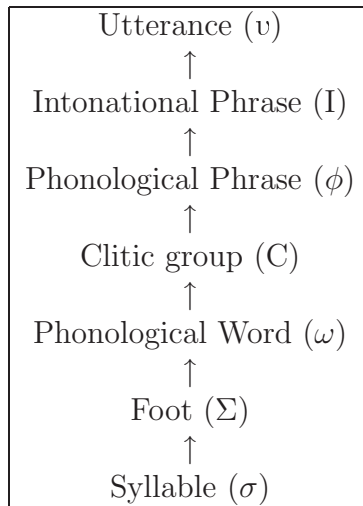 Utterance (υ)
↑
Intonational Phrase (I)
↑
Phonological Phrase (ϕ)
↑
Clitic group (C)
↑
Phonological Word (ω)
↑
Foot (Σ)
↑
Syllable (σ)